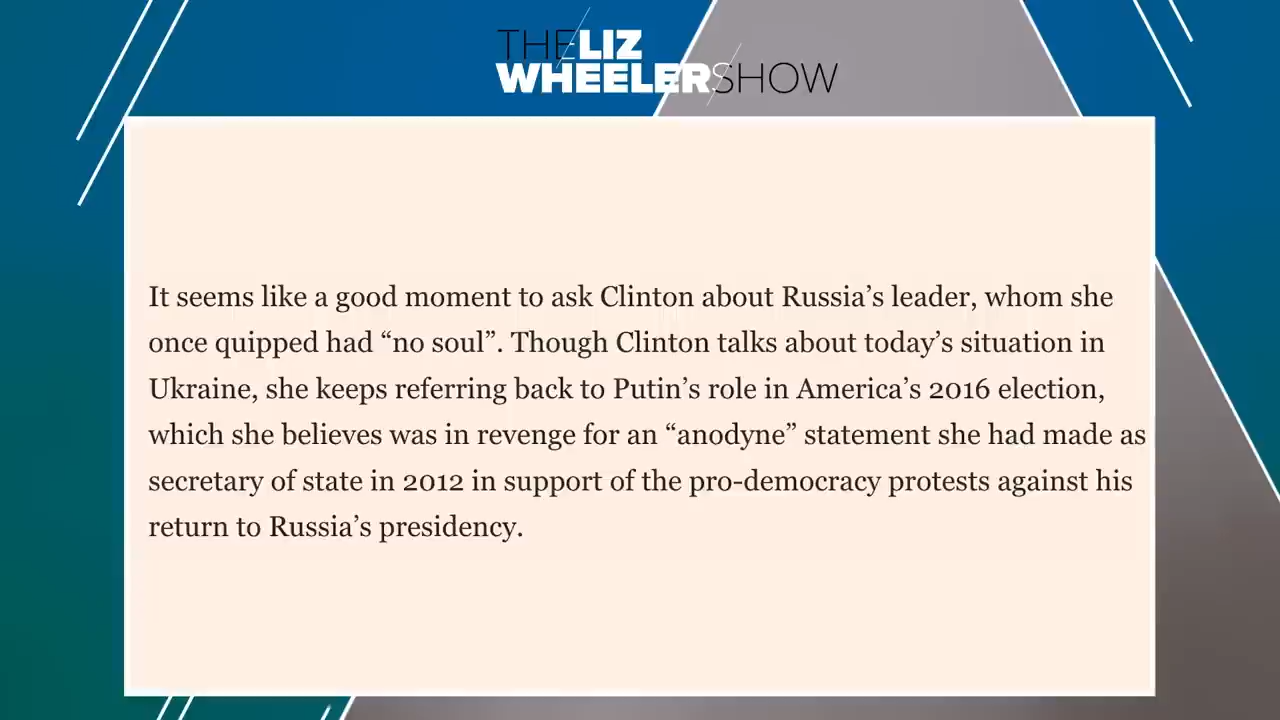 THE LIZ
WHEELER SHOW
It seems like a good moment to ask Clinton about Russia’s leader, whom she
once quipped had “no soul”. Though Clinton talks about today’s situation in
Ukraine, she keeps referring back to Putin’s role in America’s 2016 election,
which she believes was in revenge for an “anodyne” statement she had made as
secretary of state in 2012 in support of the pro-democracy protests against his
return to Russia’s presidency.